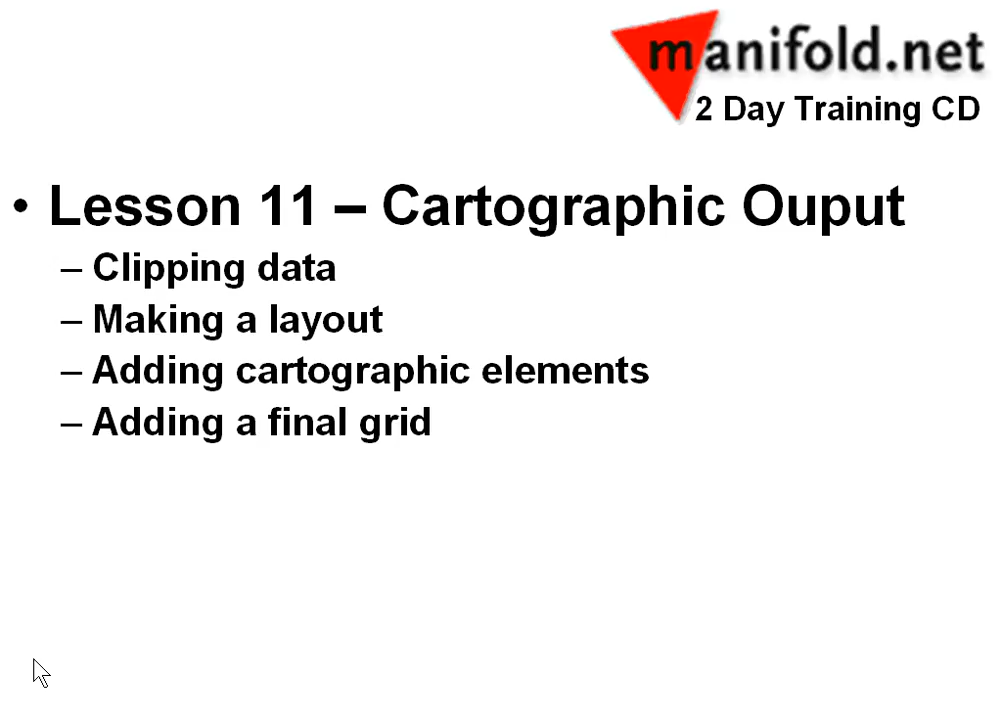 manifold.net
2 Day Training CD
• Lesson 11 – Cartographic Ouput
– Clipping data
– Making a layout
– Adding cartographic elements
– Adding a final grid